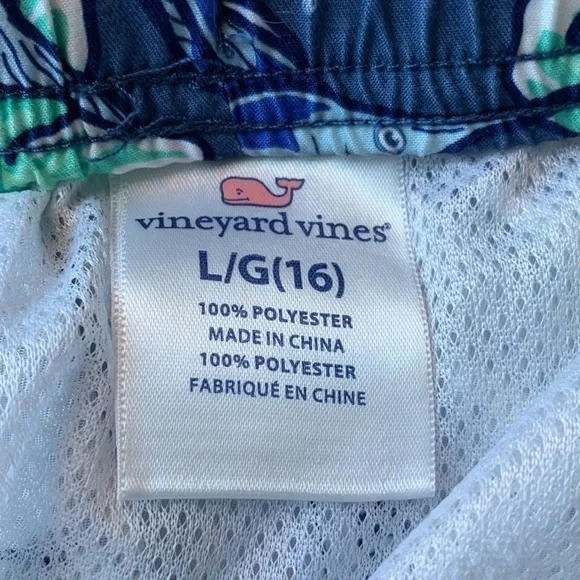 vineyard vines®
L/G(16)
100% POLYESTER
MADE IN CHINA
100% POLYESTER
FABRIQUÉ EN CHINE